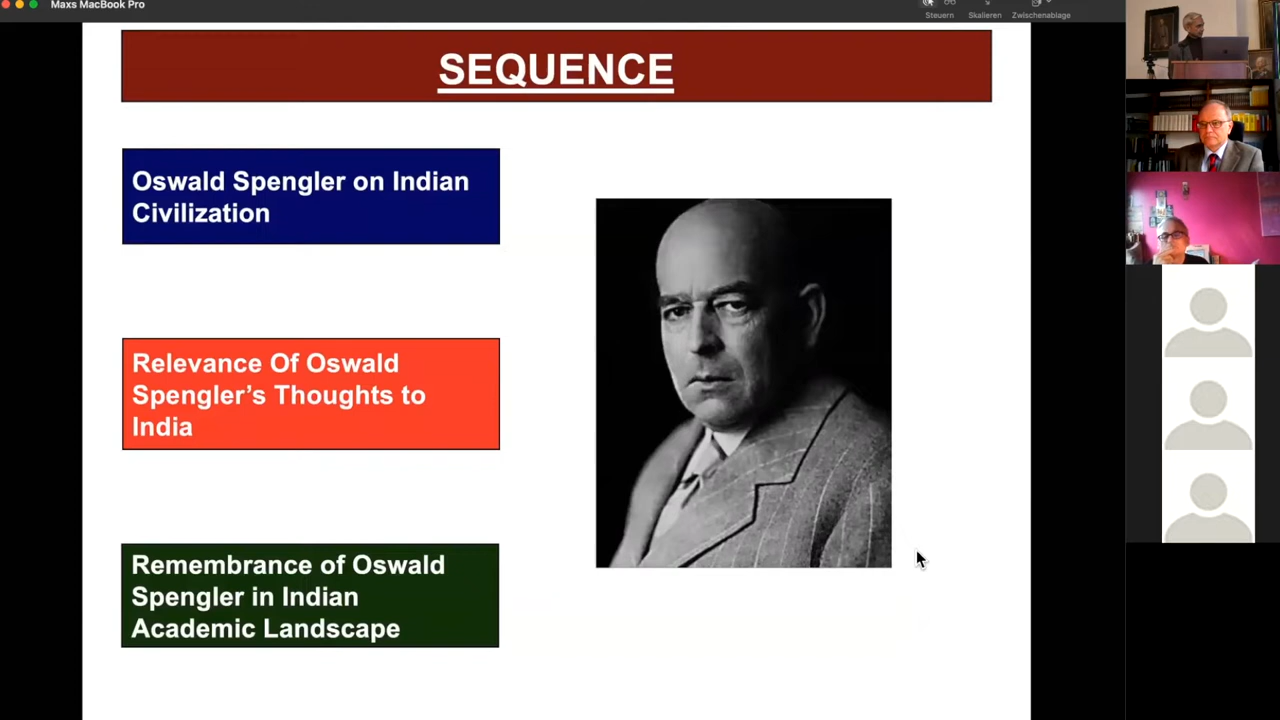 Maxs MacBook Pro
Steuern
Skalieren
Zwischenablage
SEQUENCE
Oswald Spengler on Indian
Civilization
Relevance Of Oswald
Spengler’s Thoughts to
India
Remembrance of Oswald
Spengler in Indian
Academic Landscape